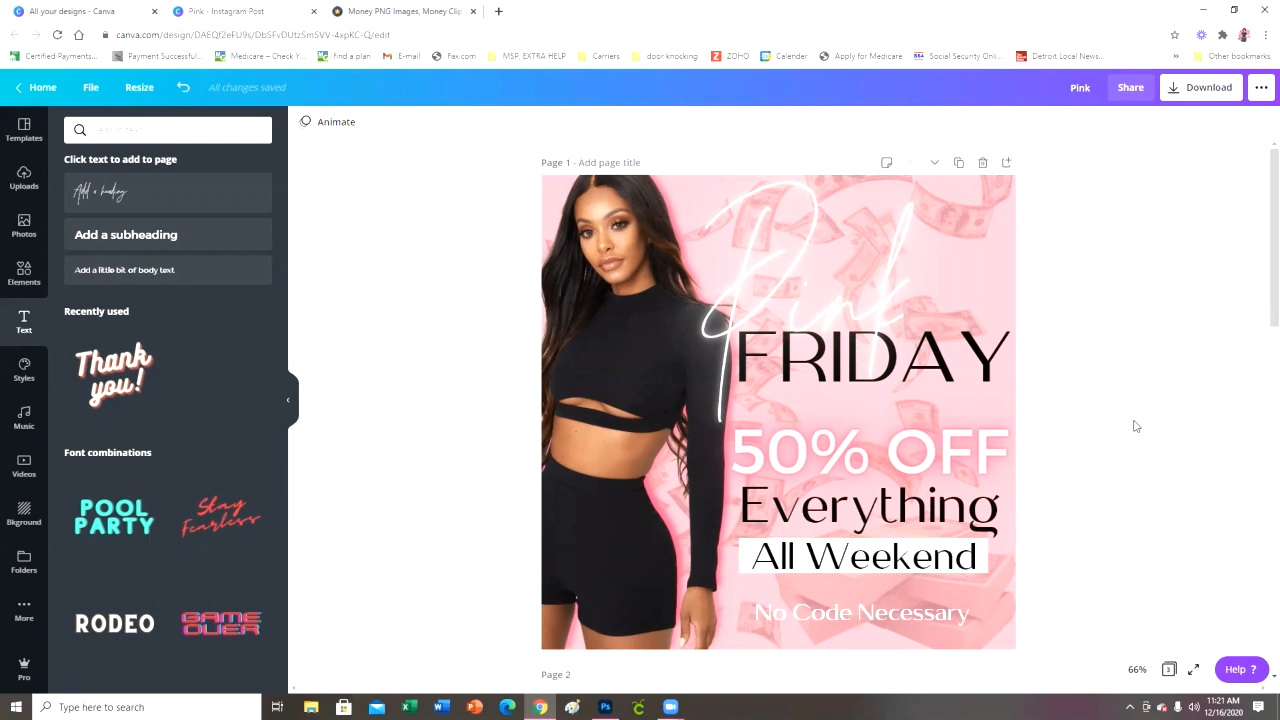 All your designs - Canva
Pink - Instagram Post
Money PNG Images, Money Clip
canva.com/design/DAEQf2eFU9s/DbSFvDUtzSmSVV-4xpKC-Q/edit
Certified Payments...
Payment Successful...
Medicare – Check Y...
find a plan
E-mail
Fax.com
MSP EXTRA HELP
Carriers
door knocking
ZOHO
Calender
Apply for Medicare
Social Security Onli...
Detroit Local News...
»
Other bookmarks
Home
File
Resize
All changes saved
Pink
Share
Download
Animate
Templates
Uploads
Photos
Elements
Text
Styles
Music
Videos
Bkground
Folders
More
Pro
Click text to add to page
Add a heading
Add a subheading
Add a little bit of body text
Recently used
Thank
you!
Font combinations
POOL
PARTY
Stay
Fearless
RODEO
GAME
OVER
Page 1 - Add page title
Pink
FRIDAY
50% OFF
Everything
All Weekend
No Code Necessary
Page 2
66%
3
Help ?
Type here to search
11:21 AM
12/16/2020